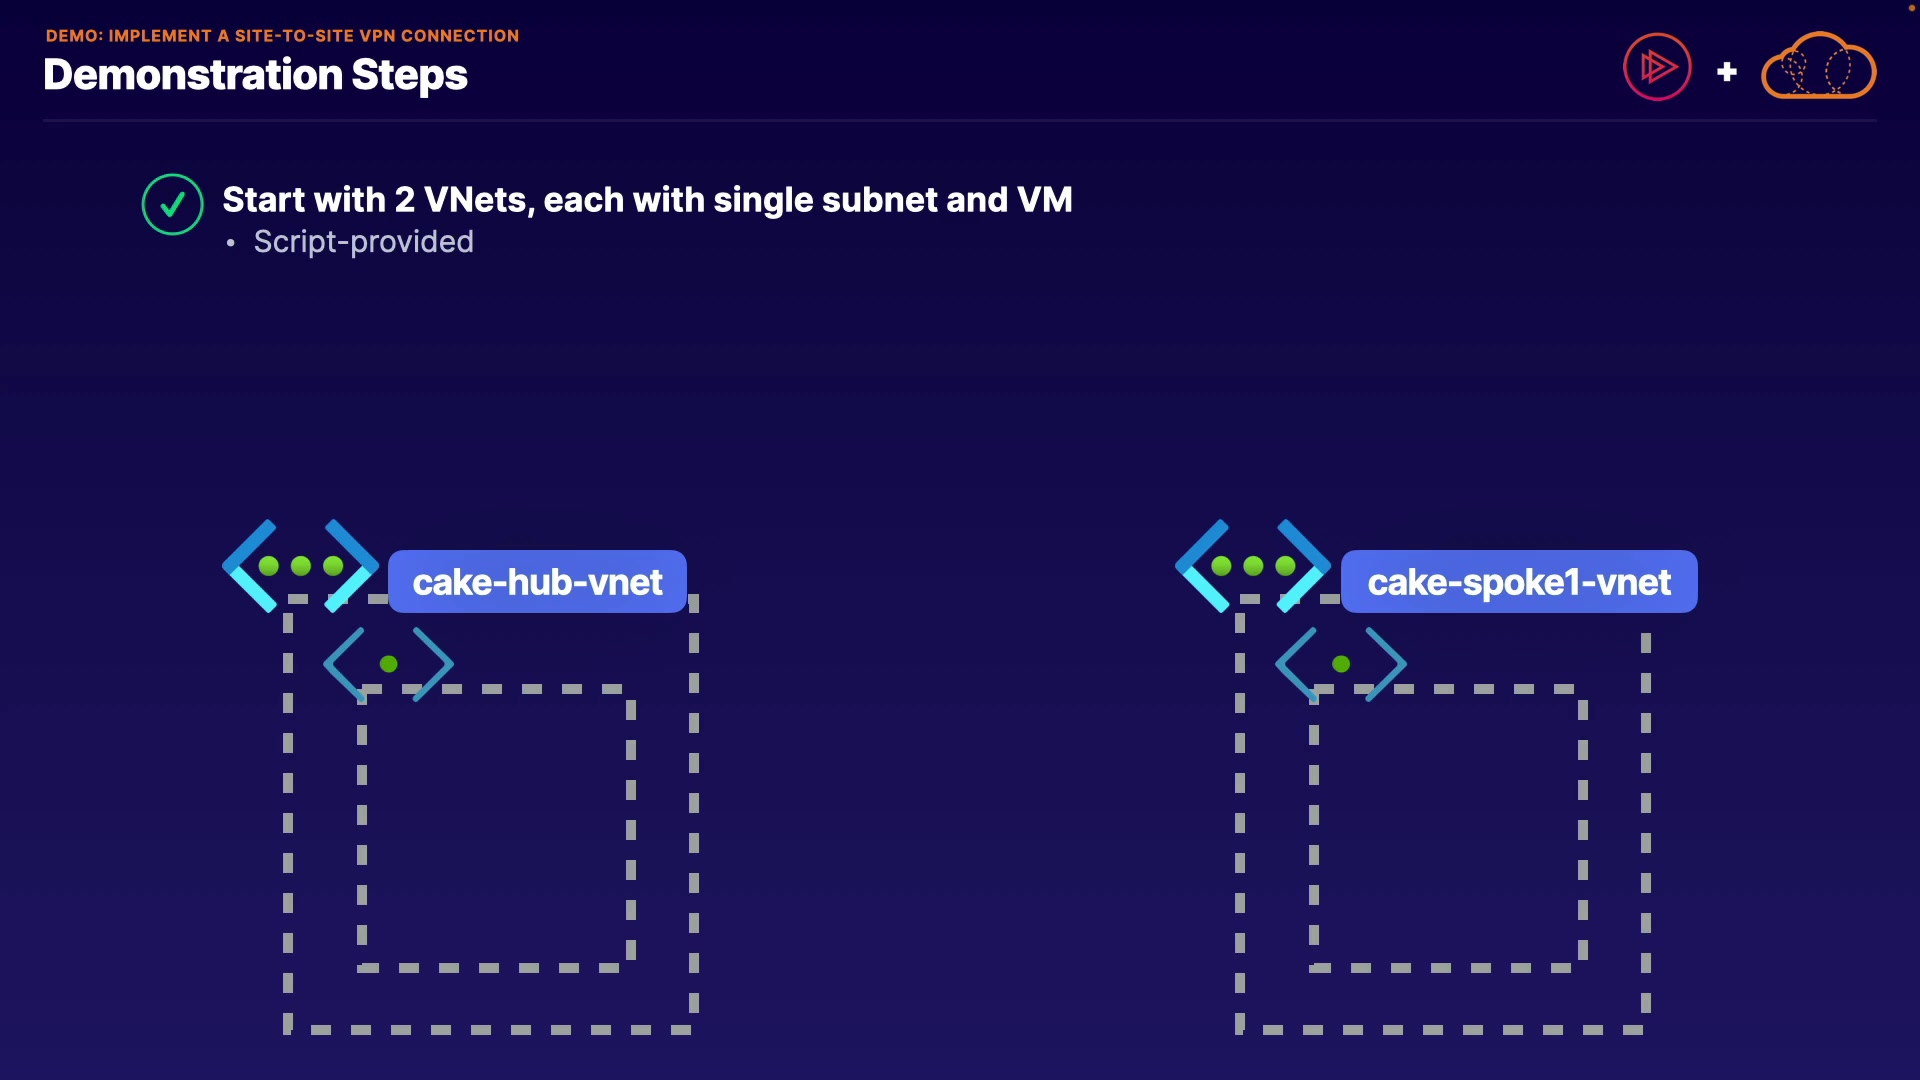 DEMO: IMPLEMENT A SITE-TO-SITE VPN CONNECTION
Demonstration Steps
Start with 2 VNets, each with single subnet and VM
• Script-provided
cake-hub-vnet
cake-spoke1-vnet